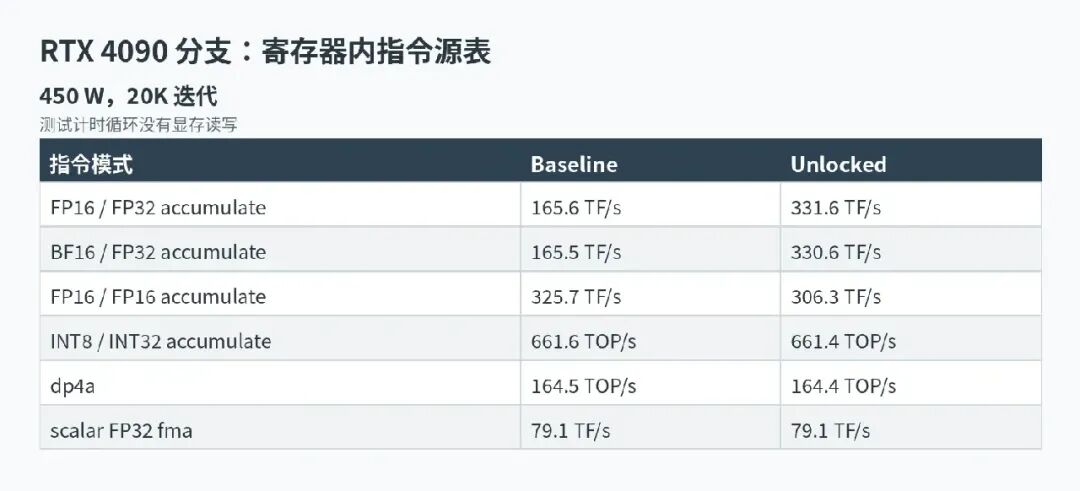 RTX 4090 分支：寄存器内指令源表
450 W，20K 迭代
测试计时循环没有显存读写
指令模式 Baseline Unlocked
FP16 / FP32 accumulate 165.6 TF/s 331.6 TF/s
BF16 / FP32 accumulate 165.5 TF/s 330.6 TF/s
FP16 / FP16 accumulate 325.7 TF/s 306.3 TF/s
INT8 / INT32 accumulate 661.6 TOP/s 661.4 TOP/s
dp4a 164.5 TOP/s 164.4 TOP/s
scalar FP32 fma 79.1 TF/s 79.1 TF/s